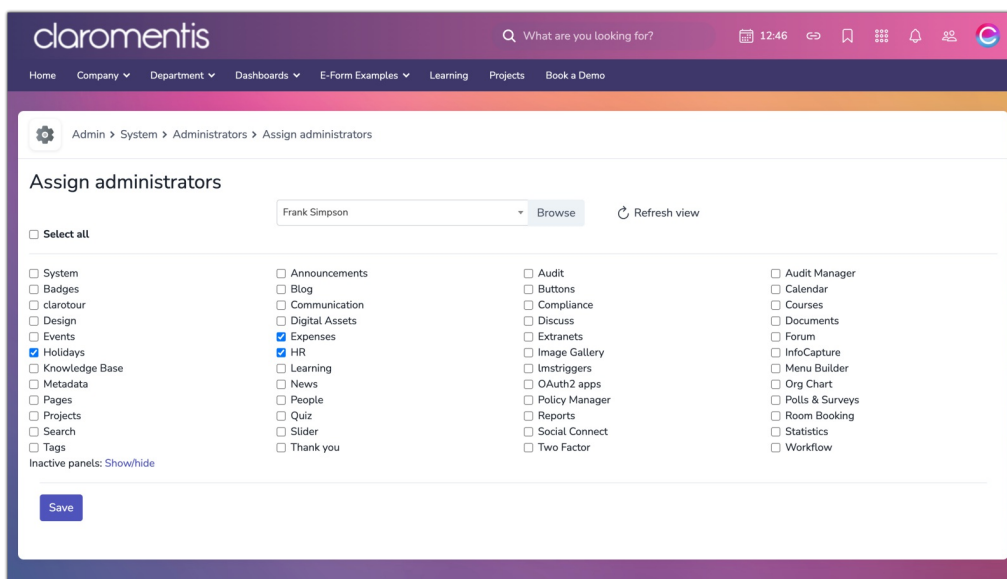 claromentis
What are you looking for?
12:46
Home Company Department Dashboards E-Form Examples Learning Projects Book a Demo
Admin > System > Administrators > Assign administrators
Assign administrators
Frank Simpson Browse Refresh view
Select all
System Announcements Audit Audit Manager
Badges Blog Buttons Calendar
clarotour Communication Compliance Courses
Design Digital Assets Discuss Documents
Events Expenses Extranets Forum
Holidays HR Image Gallery InfoCapture
Knowledge Base Learning lmstriggers Menu Builder
Metadata News OAuth2 apps Org Chart
Pages People Policy Manager Polls & Surveys
Projects Quiz Reports Room Booking
Search Slider Social Connect Statistics
Tags Thank you Two Factor Workflow
Inactive panels: Show/hide
Save